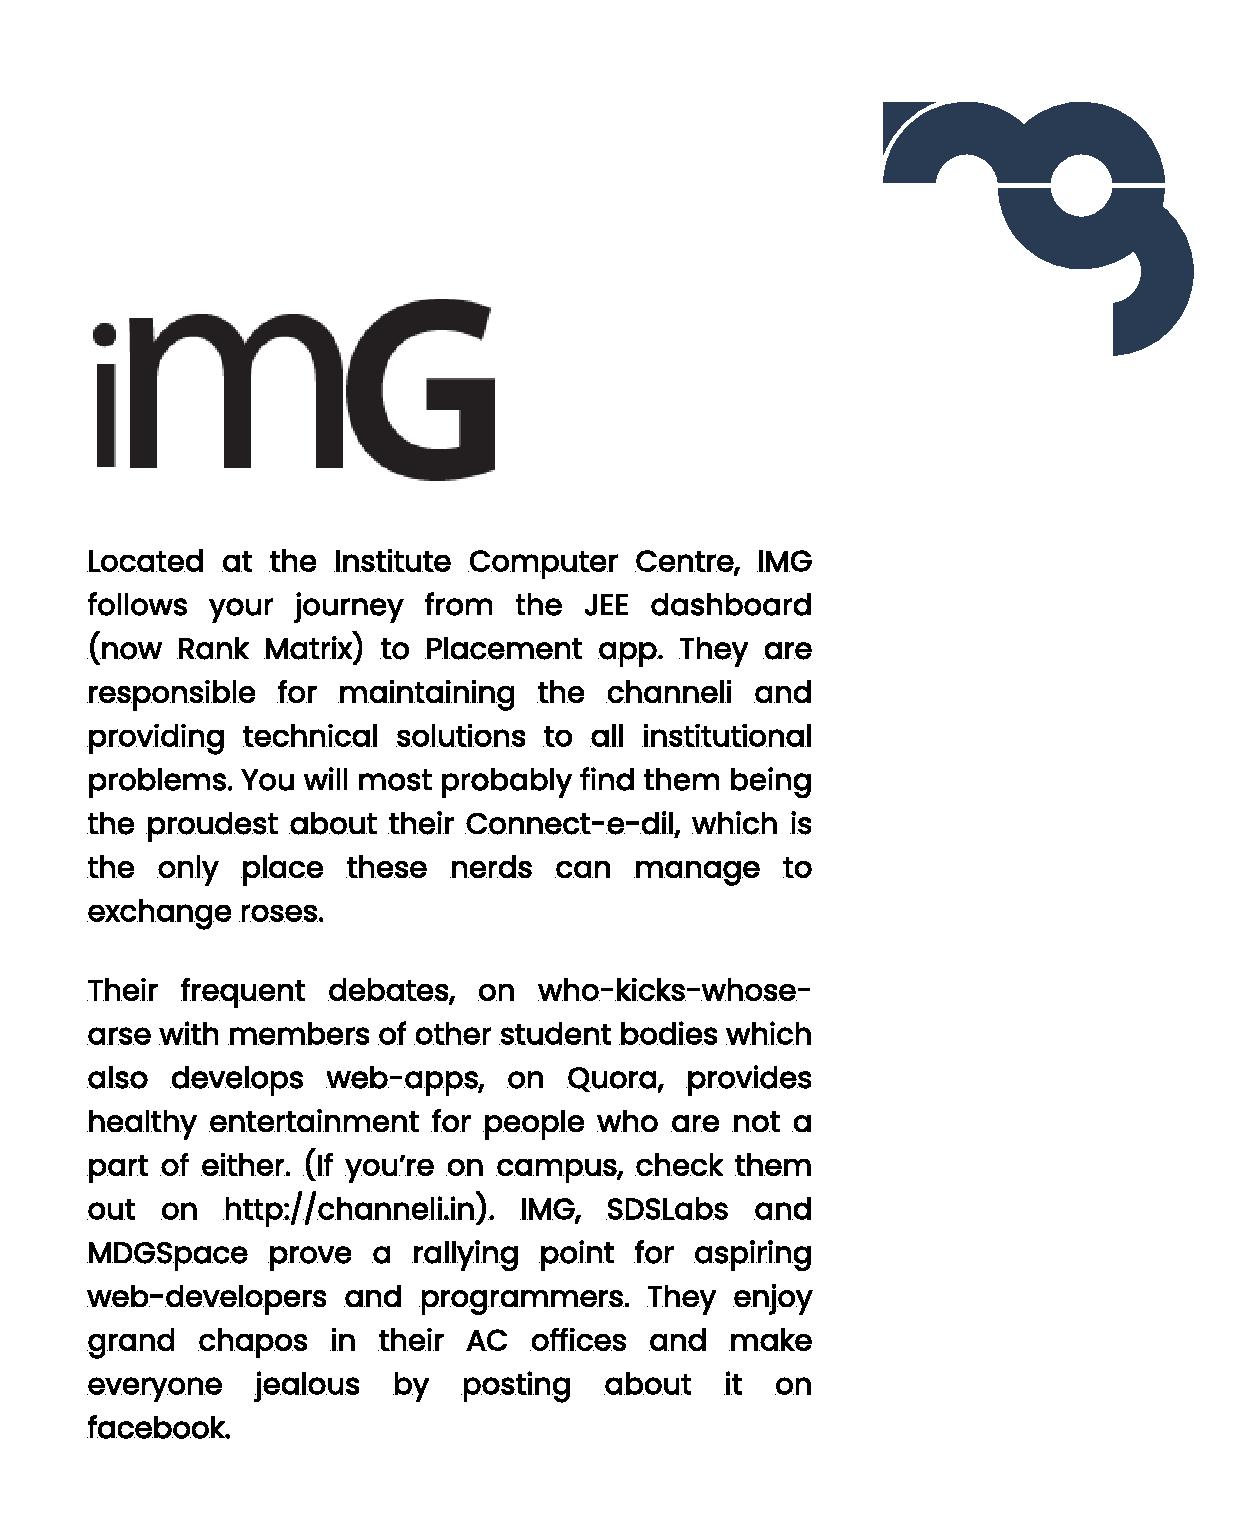 imG
Located at the Institute Computer Centre, IMG
follows your journey from the JEE dashboard
(now Rank Matrix) to Placement app. They are
responsible for maintaining the channeli and
providing technical solutions to all institutional
problems. You will most probably find them being
the proudest about their Connect-e-dil, which is
the only place these nerds can manage to
exchange roses.
Their frequent debates, on who-kicks-whose-
arse with members of other student bodies which
also develops web-apps, on Quora, provides
healthy entertainment for people who are not a
part of either. (If you’re on campus, check them
out on http://channeli.in). IMG, SDSLabs and
MDGSpace prove a rallying point for aspiring
web-developers and programmers. They enjoy
grand chapos in their AC offices and make
everyone jealous by posting about it on
facebook.